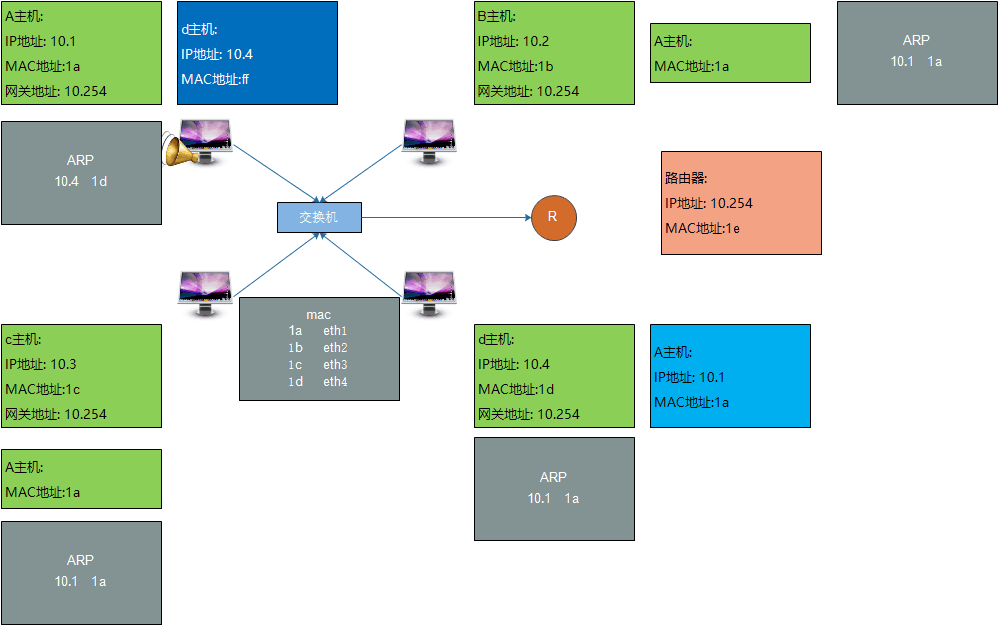 A主机:
IP地址: 10.1
MAC地址:1a
网关地址: 10.254
d主机:
IP地址: 10.4
MAC地址:ff
B主机:
IP地址: 10.2
MAC地址:1b
网关地址: 10.254
A主机:
MAC地址:1a
ARP
10.1 1a
ARP
10.4 1d
交换机
R
路由器:
IP地址: 10.254
MAC地址:1e
mac
1a eth1
1b eth2
1c eth3
1d eth4
c主机:
IP地址: 10.3
MAC地址:1c
网关地址: 10.254
d主机:
IP地址: 10.4
MAC地址:1d
网关地址: 10.254
A主机:
IP地址: 10.1
MAC地址:1a
A主机:
MAC地址:1a
ARP
10.1 1a
ARP
10.1 1a